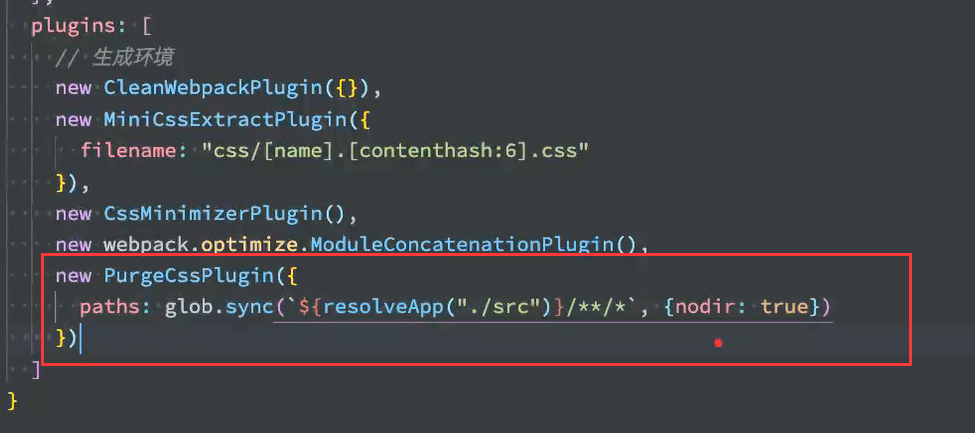 },
plugins: [
// 生成环境
new CleanWebpackPlugin({}),
new MiniCssExtractPlugin({
filename: "css/[name].[contenthash:6].css"
}),
new CssMinimizerPlugin(),
new webpack.optimize.ModuleConcatenationPlugin(),
new PurgeCssPlugin({
paths: glob.sync(`${resolveApp("./src")}/**/*`, {nodir: true})
})
]
}